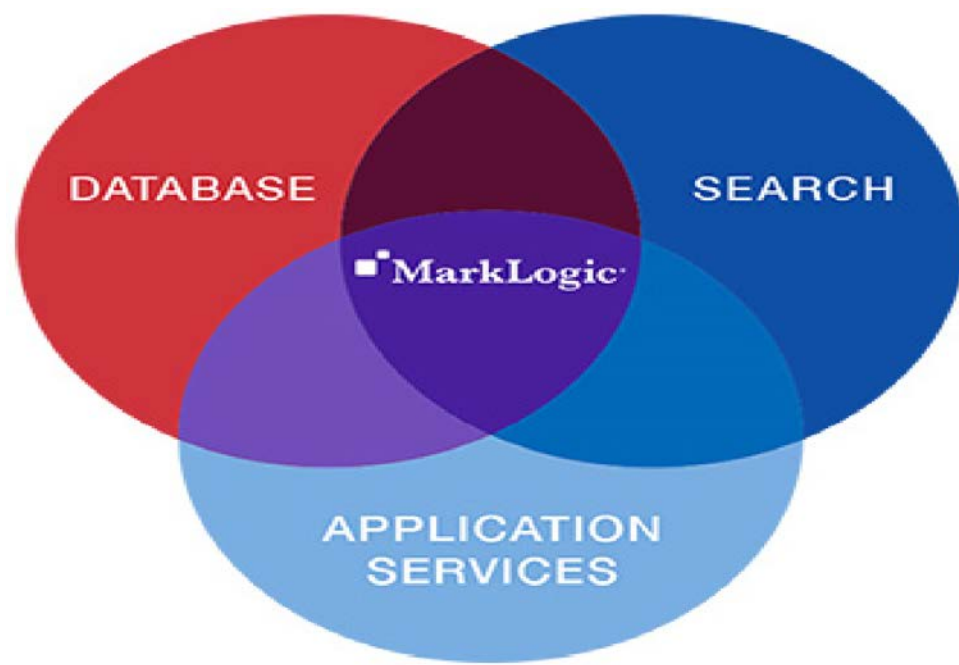 DATABASE
SEARCH
MarkLogic
APPLICATION
SERVICES